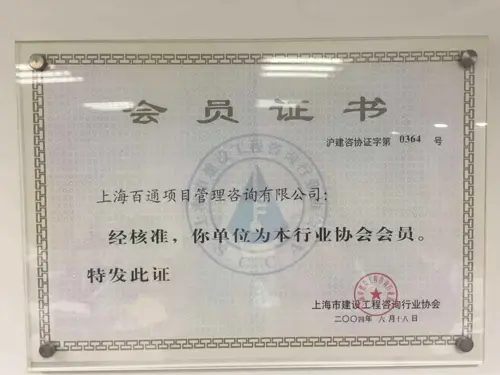 会员证书
沪建咨协证字第 0364 号
上海百通项目管理咨询有限公司：
经核准，你单位为本行业协会会员。
特发此证
上海市建设工程咨询行业协会
二〇〇四年 六 月十八日